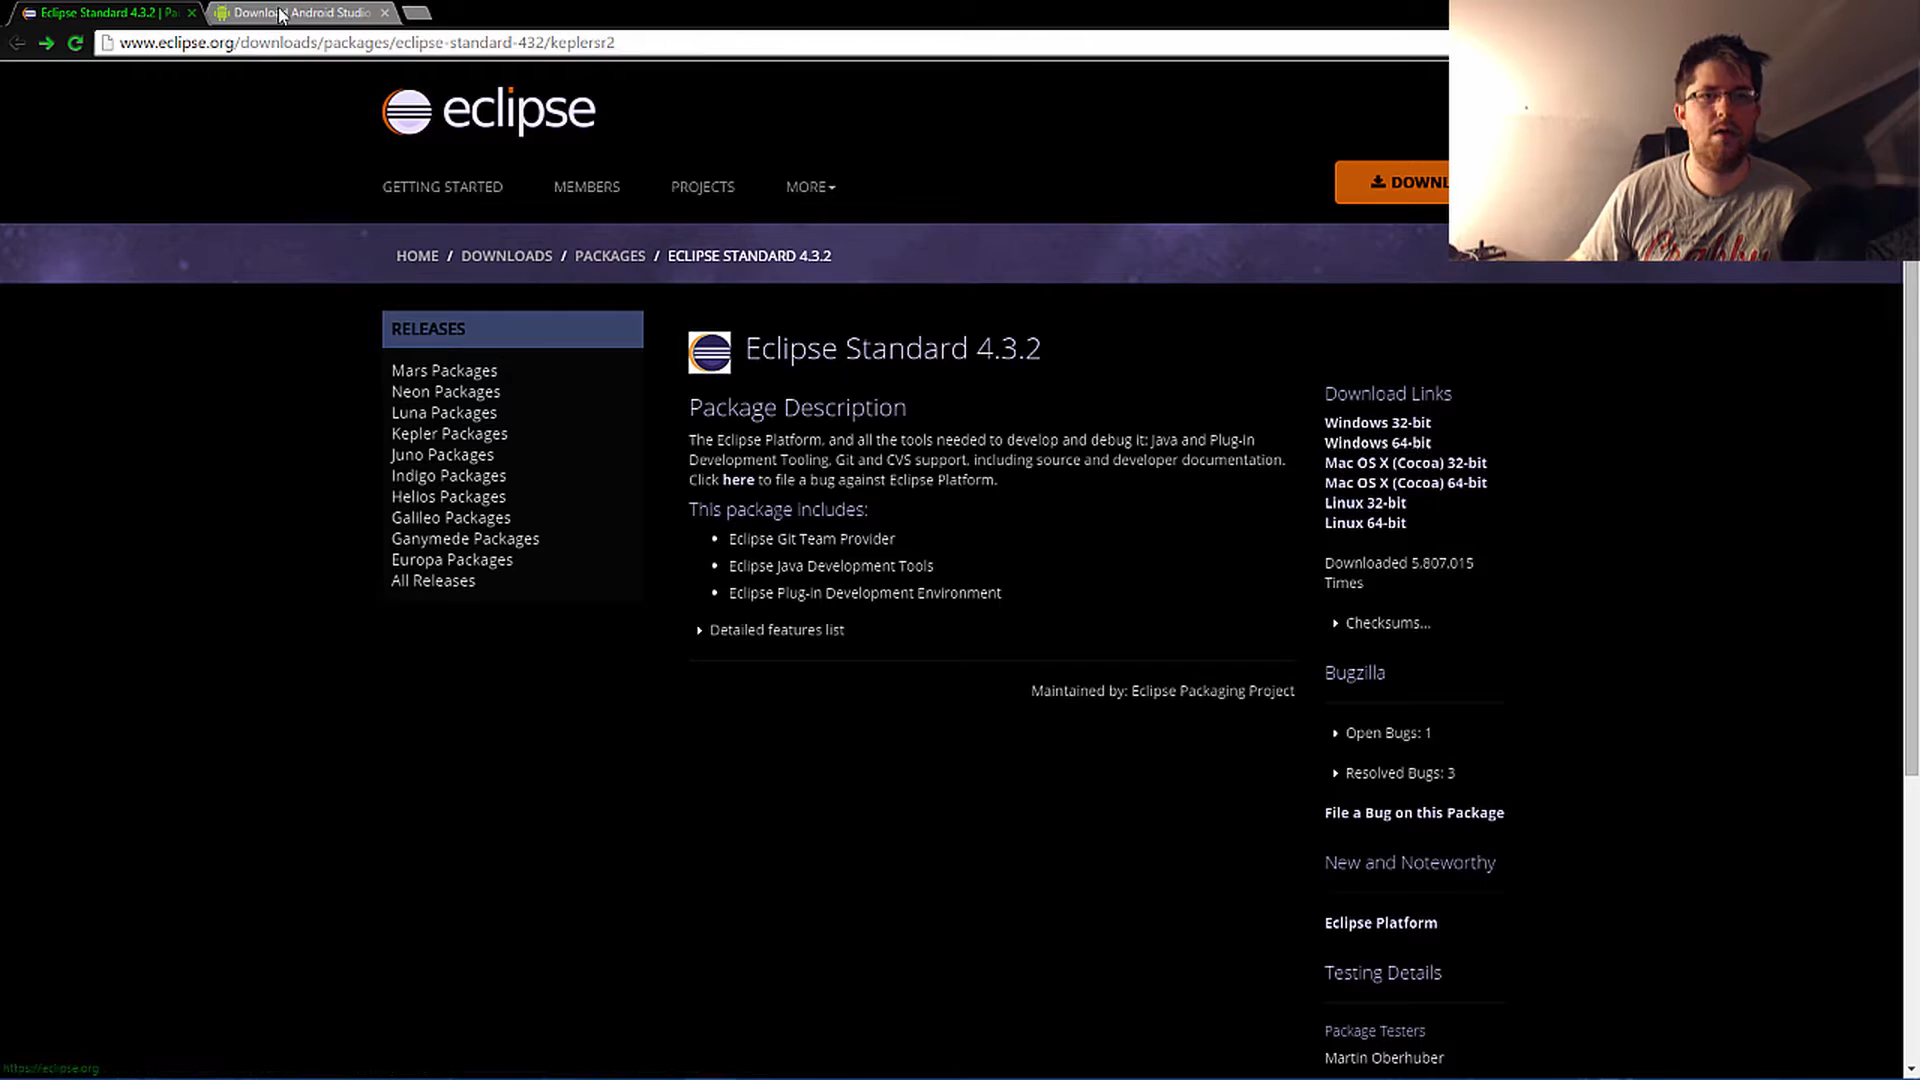 Eclipse Standard 4.3.2 | Pa
Download Android Studio
www.eclipse.org/downloads/packages/eclipse-standard-432/keplersr2
eclipse
GETTING STARTED
MEMBERS
PROJECTS
MORE
DOWNL
HOME / DOWNLOADS / PACKAGES / ECLIPSE STANDARD 4.3.2
RELEASES
Mars Packages
Neon Packages
Luna Packages
Kepler Packages
Juno Packages
Indigo Packages
Helios Packages
Galileo Packages
Ganymede Packages
Europa Packages
All Releases
Eclipse Standard 4.3.2
Package Description
The Eclipse Platform, and all the tools needed to develop and debug it: Java and Plug-in
Development Tooling, Git and CVS support, including source and developer documentation.
Click here to file a bug against Eclipse Platform.
This package includes:
Eclipse Git Team Provider
Eclipse Java Development Tools
Eclipse Plug-in Development Environment
Detailed features list
Maintained by: Eclipse Packaging Project
Download Links
Windows 32-bit
Windows 64-bit
Mac OS X (Cocoa) 32-bit
Mac OS X (Cocoa) 64-bit
Linux 32-bit
Linux 64-bit
Downloaded 5,807,015
Times
Checksums...
Bugzilla
Open Bugs: 1
Resolved Bugs: 3
File a Bug on this Package
New and Noteworthy
Eclipse Platform
Testing Details
Package Testers
Martin Oberhuber
https://eclipse.org